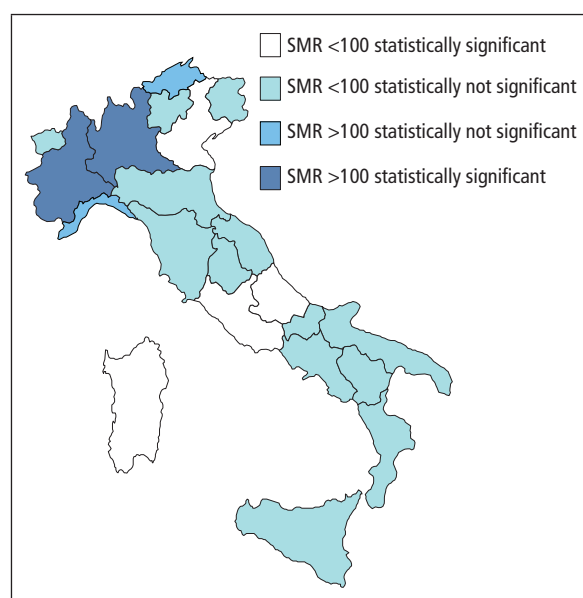 SMR <100 statistically significant
SMR <100 statistically not significant
SMR >100 statistically not significant
SMR >100 statistically significant